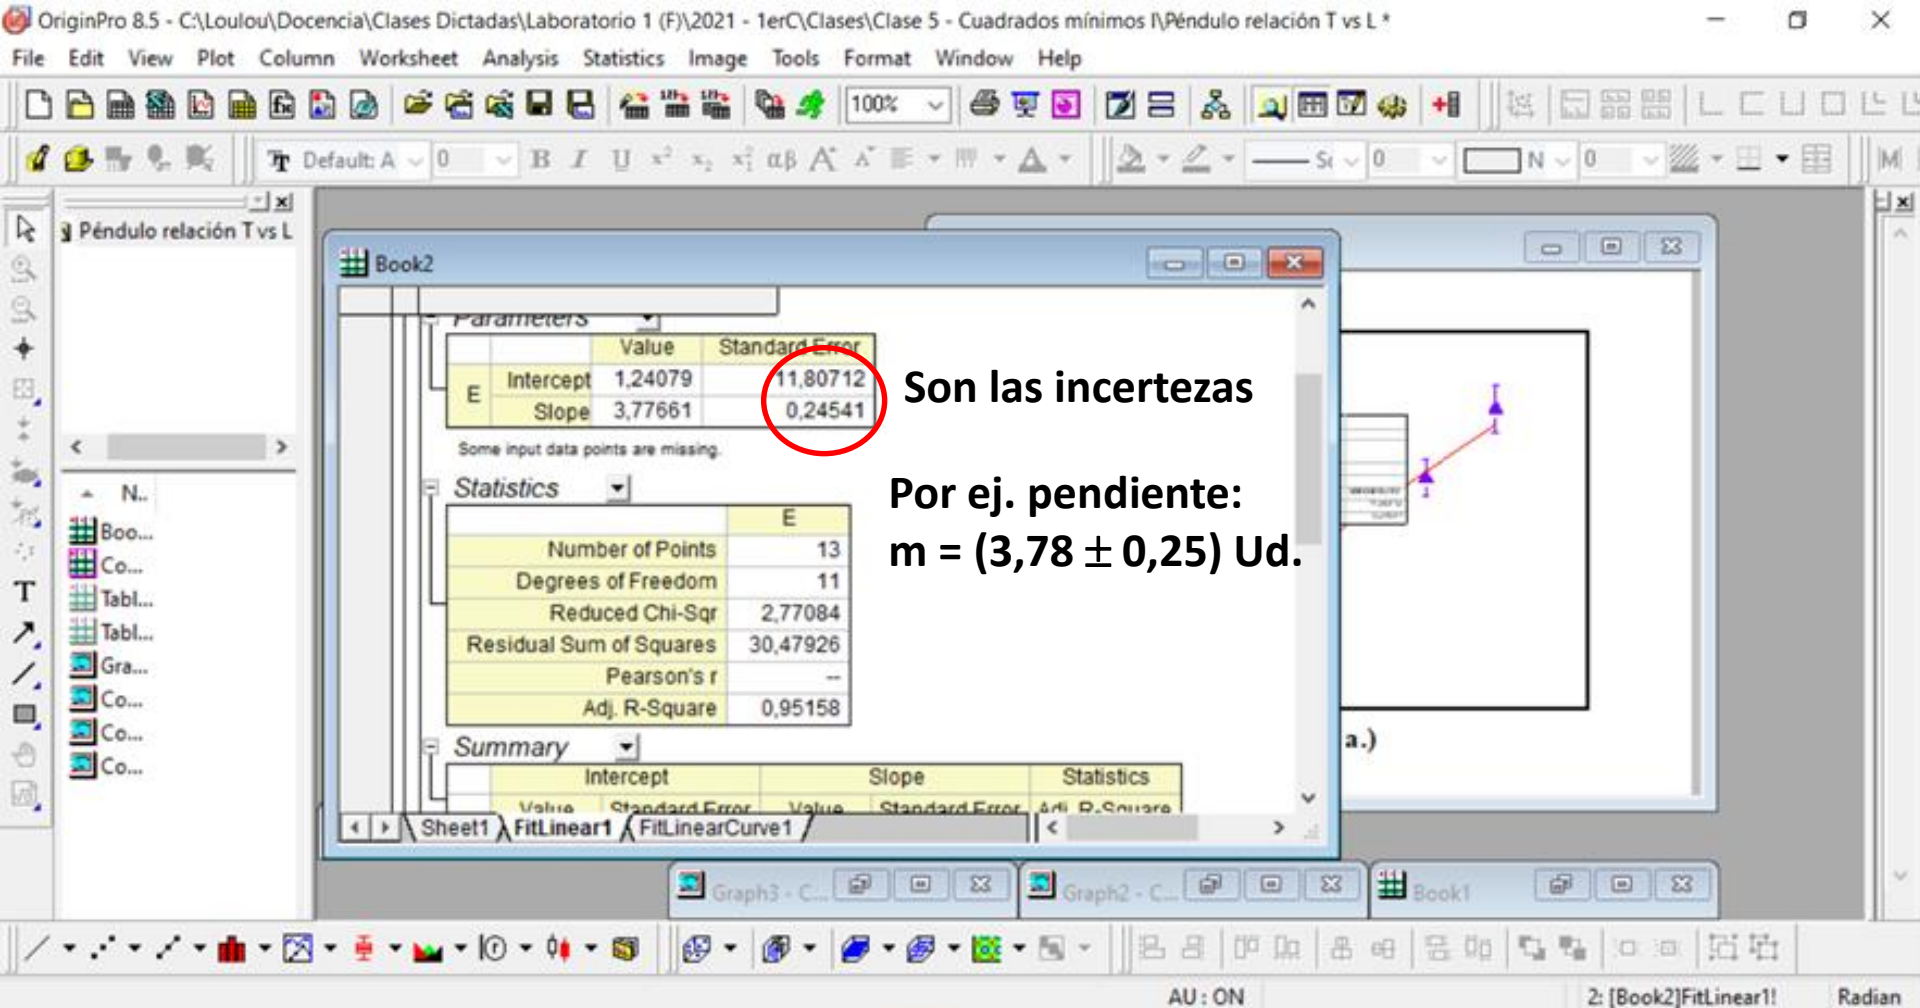 OriginPro 8.5 - C:\Loulou\Docencia\Clases Dictadas\Laboratorio 1 (F)\2021 - 1erC\Clases\Clase 5 - Cuadrados mínimos I\Péndulo relación T vs L *
File Edit View Plot Column Worksheet Analysis Statistics Image Tools Format Window Help
100%
Default: A 0 B I U x² x₂ αβ A 0 N 0
Péndulo relación T vs L
Book2
Parameters
Value Standard Error
E Intercept 1,24079 11,80712
Slope 3,77661 0,24541
Some input data points are missing.
Son las incertezas
Por ej. pendiente:
m = (3,78 ± 0,25) Ud.
Statistics
E
Number of Points 13
Degrees of Freedom 11
Reduced Chi-Sqr 2,77084
Residual Sum of Squares 30,47926
Pearson's r --
Adj. R-Square 0,95158
Summary
Intercept Slope Statistics
Value Standard Error Value Standard Error Adj. R-Square
Sheet1 FitLinear1 FitLinearCurve1
N..
Boo...
Co...
Tabl...
Tabl...
Gra...
Co...
Co...
Co...
a.)
Graph3 - C... Graph2 - C... Book1
AU : ON 2: [Book2]FitLinear1! Radian